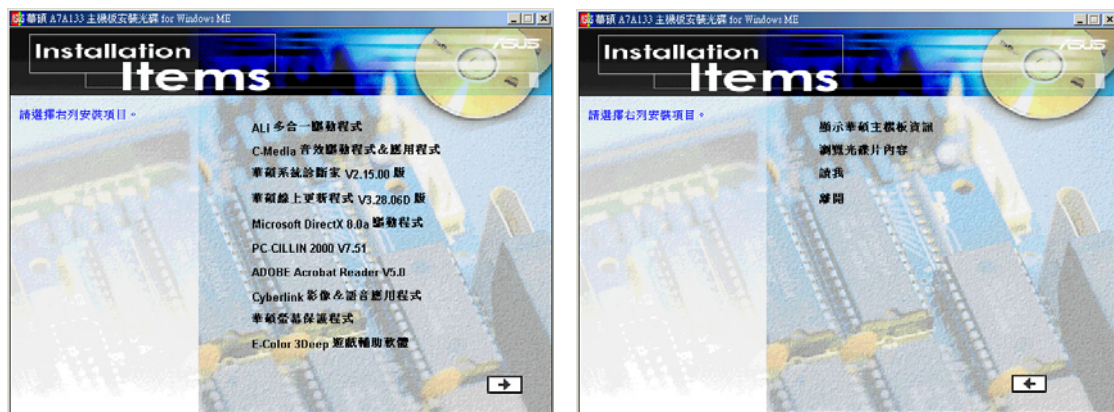 華碩 A7A133 主機板安裝光碟 for Windows ME
Installation
Items
ASUS
請選擇右列安裝項目。
ALi 多合一驅動程式
C-Media 音效驅動程式&應用程式
華碩系統診斷家 V2.15.00 版
華碩線上更新程式 V3.28.06D 版
Microsoft DirectX 8.0a 驅動程式
PC-CILLIN 2000 V7.51
ADOBE Acrobat Reader V5.0
Cyberlink 影像&語音應用程式
華碩螢幕保護程式
E-Color 3Deep 遊戲輔助軟體
華碩 A7A133 主機板安裝光碟 for Windows ME
Installation
Items
ASUS
請選擇右列安裝項目。
顯示華碩主機板資訊
瀏覽光碟片內容
讀我
離開